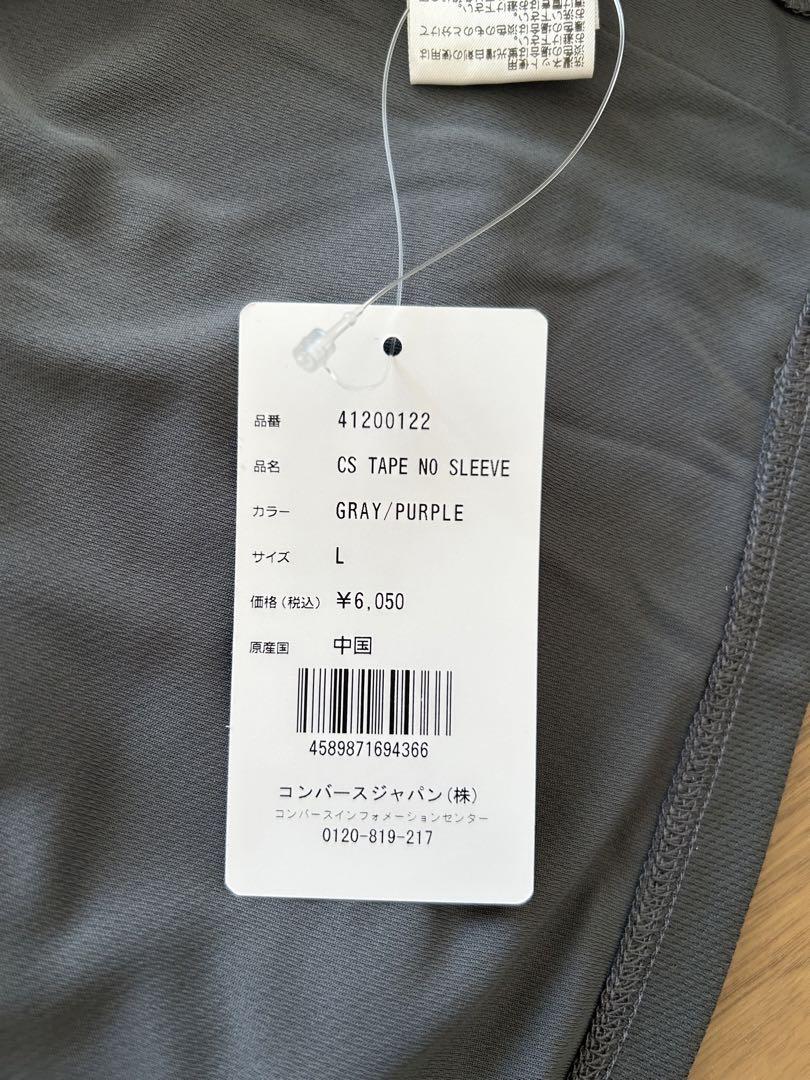 品番 41200122
品名 CS TAPE NO SLEEVE
カラー GRAY/PURPLE
サイズ L
価格(税込) ¥6,050
原産国 中国
4589871694366
コンバースジャパン(株)
コンバースインフォメーションセンター
0120-819-217